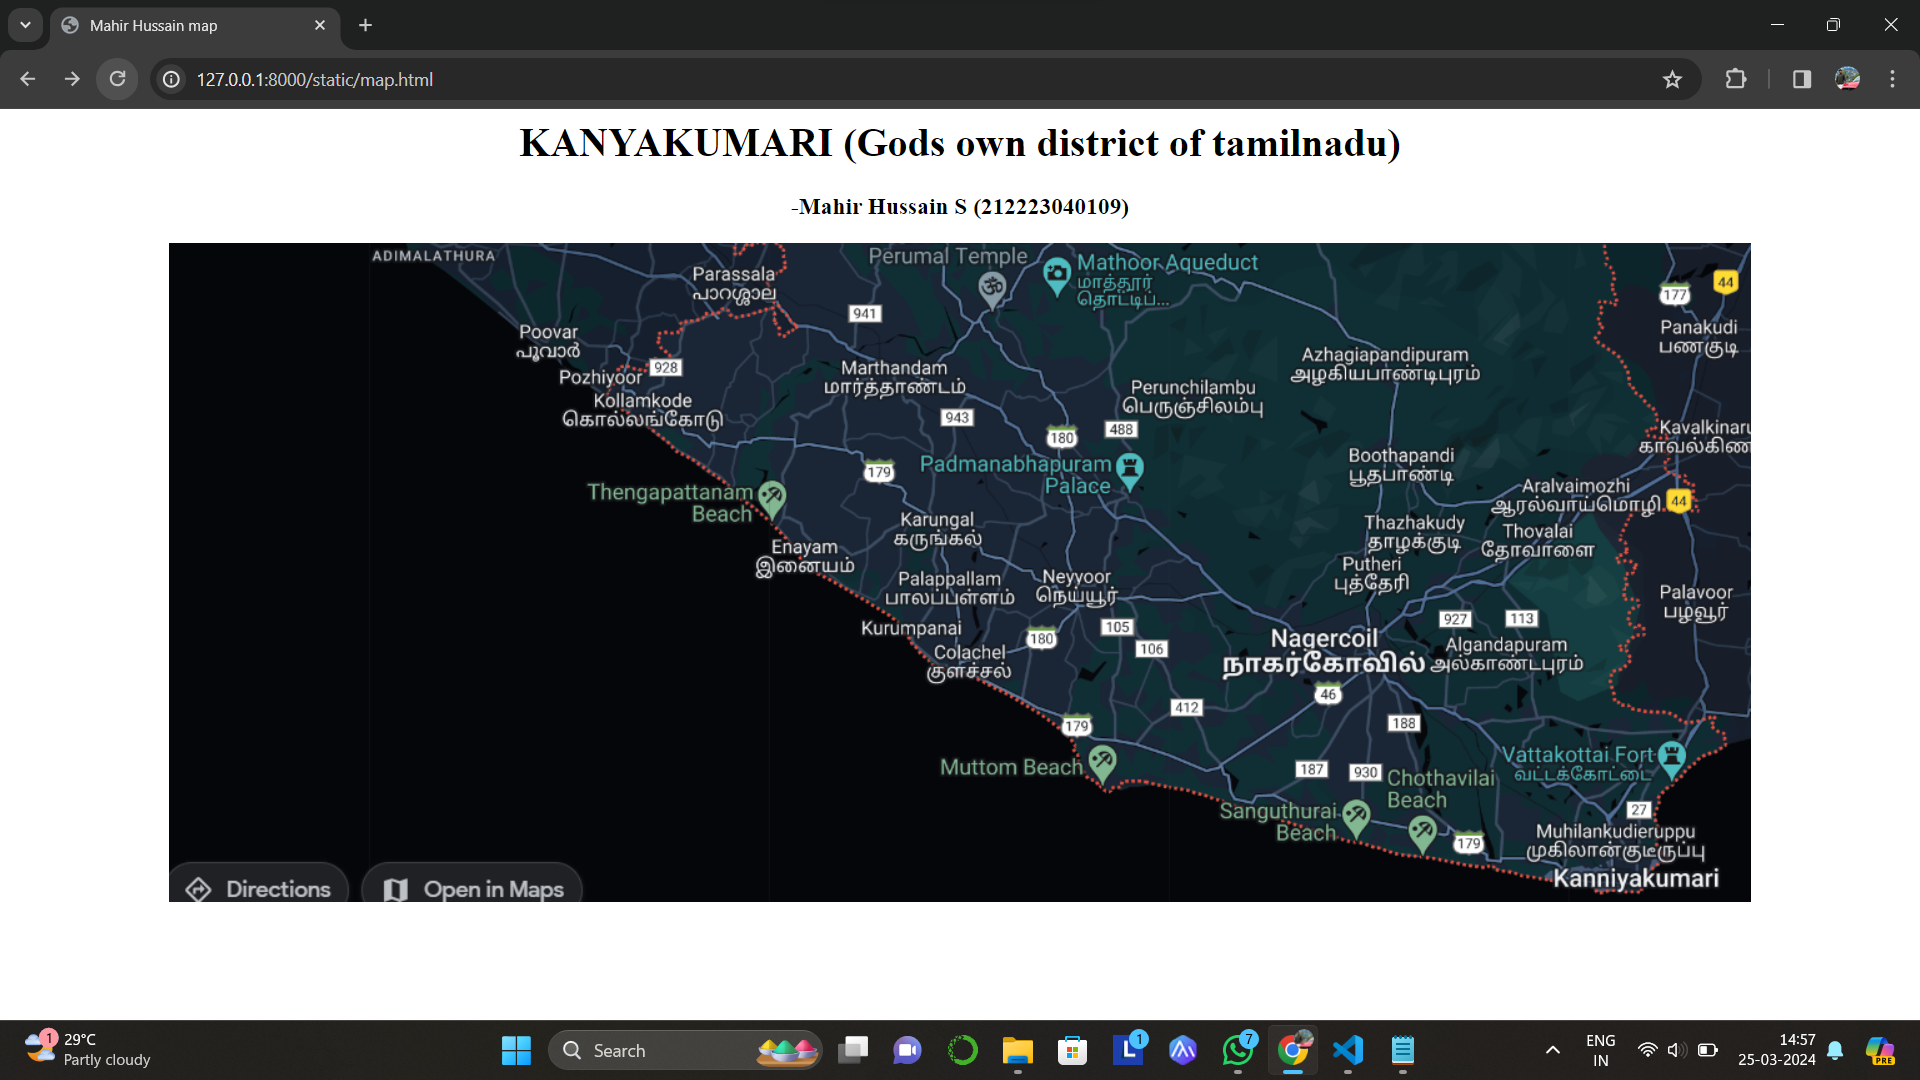 Mahir Hussain map
127.0.0.1:8000/static/map.html
KANYAKUMARI (Gods own district of tamilnadu)
-Mahir Hussain S (212223040109)
ADIMALATHURA
Perumal Temple
Mathoor Aqueduct
மாத்தூர்
தொட்டிப்...
Parassala
പാറശ്ശാല
44
177
941
Poovar
പൂവാർ
Panakudi
பணகுடி
928
Pozhiyoor
Marthandam
மார்த்தாண்டம்
Azhagiapandipuram
அழகியபாண்டிபுரம்
Perunchilambu
பெருஞ்சிலம்பு
Kollamkode
கொல்லங்கோடு
943
488
180
Kavalkinaru
காவல்கிண
179
Padmanabhapuram
Palace
Boothapandi
பூதபாண்டி
Thengapattanam
Beach
Aralvaimozhi
ஆரல்வாய்மொழி
44
Karungal
கருங்கல்
Thazhakudy
தாழக்குடி
Thovalai
தோவாளை
Enayam
இனையம்
Putheri
புத்தேரி
Palappallam
பாலப்பள்ளம்
Neyyoor
நெய்யூர்
Palavoor
பழவூர்
927
113
Kurumpanai
180
105
106
Nagercoil
நாகர்கோவில்
Algandapuram
அல்காண்டபுரம்
Colachel
குளச்சல்
46
412
179
188
Muttom Beach
Vattakottai Fort
வட்டக்கோட்டை
187
930
Chothavilai
Beach
Sanguthurai
Beach
27
179
Muhilankudieruppu
முகிலான்குடீருப்பு
Kanniyakumari
Directions
Open in Maps
1
29°C
Partly cloudy
Search
1
7
ENG
IN
14:57
25-03-2024
PRE